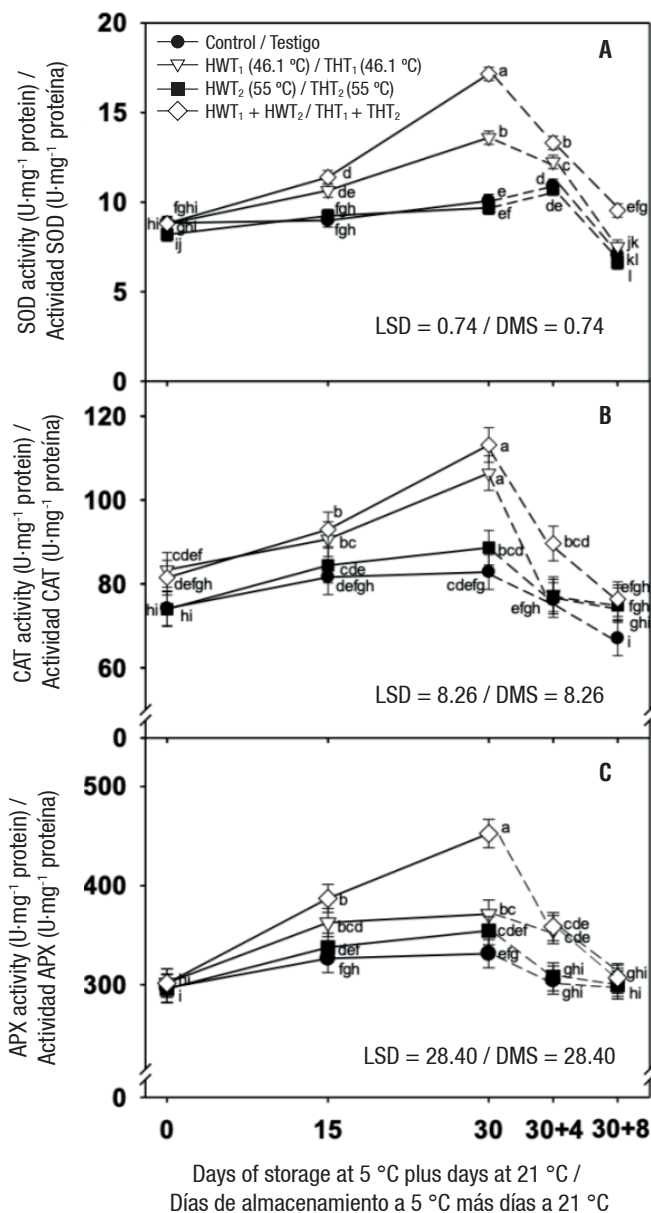 20
15
10
5
0
SOD activity (U·mg⁻¹ protein) /
Actividad SOD (U·mg⁻¹ proteína)
Control / Testigo
HWT₁ (46.1 ºC) / THT₁ (46.1 ºC)
HWT₂ (55 ºC) / THT₂ (55 ºC)
HWT₁ + HWT₂ / THT₁ + THT₂
A
a
b
b
c
d
de
d
e
ef
de
fgh
fgh
fghi
hi
ghi
ij
efg
jk
kl
l
LSD = 0.74 / DMS = 0.74
120
100
80
60
0
CAT activity (U·mg⁻¹ protein) /
Actividad CAT (U·mg⁻¹ proteína)
B
a
a
b
bc
bcd
bcd
cdef
defgh
cde
defgh
cdefg
hi
hi
efgh
efgh
fgh
ghi
i
LSD = 8.26 / DMS = 8.26
500
400
300
0
APX activity (U·mg⁻¹ protein) /
Actividad APX (U·mg⁻¹ proteína)
C
a
b
bc
bcd
cdef
cde
cde
def
efg
fgh
hi
i
ghi
ghi
ghi
hi
LSD = 28.40 / DMS = 28.40
0 15 30 30+4 30+8
Days of storage at 5 °C plus days at 21 °C /
Días de almacenamiento a 5 °C más días a 21 °C